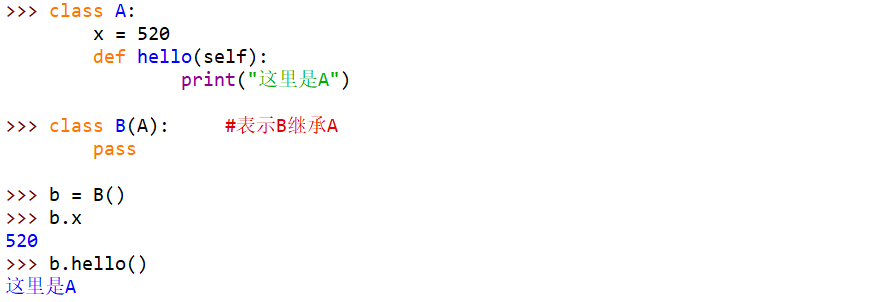 >>> class A:
        x = 520
        def hello(self):
                print("这里是A")
>>> class B(A):     #表示B继承A
        pass
>>> b = B()
>>> b.x
520
>>> b.hello()
这里是A